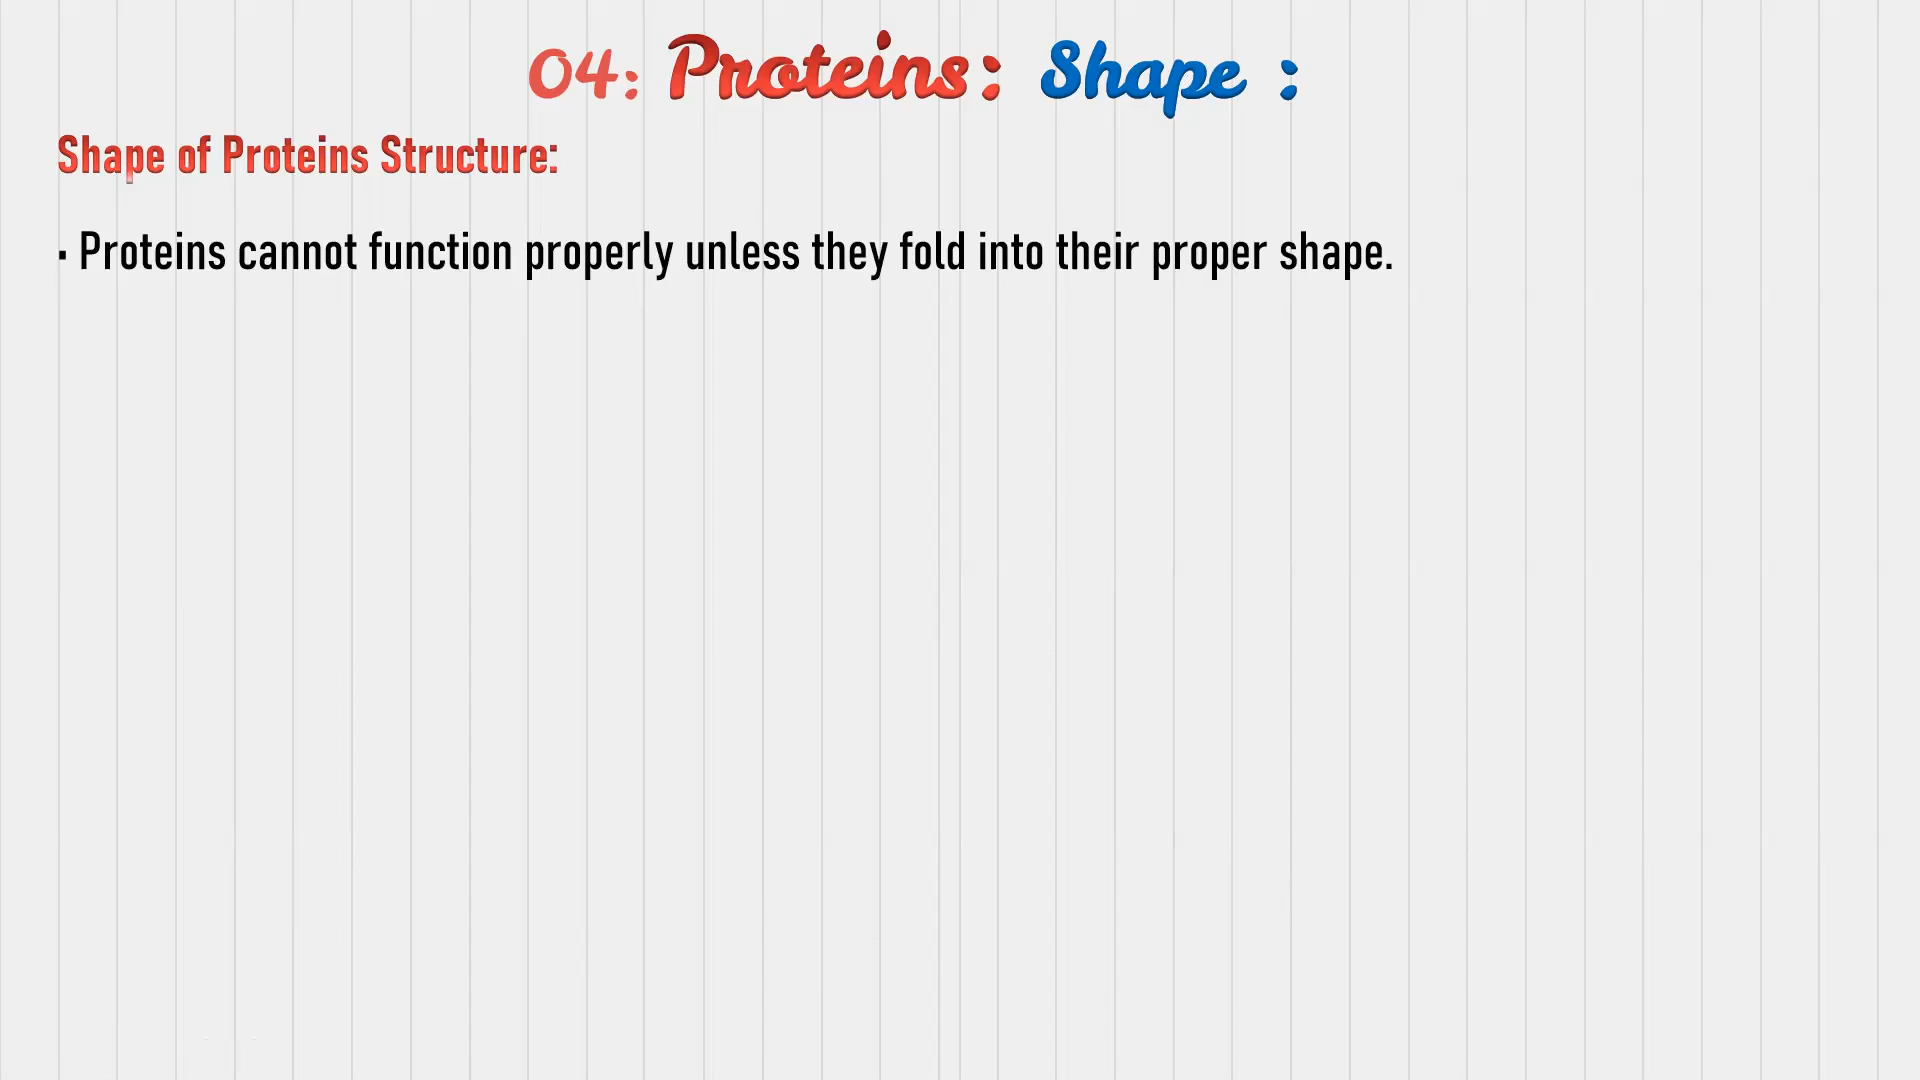 04: Proteins: Shape :
Shape of Proteins Structure:
· Proteins cannot function properly unless they fold into their proper shape.